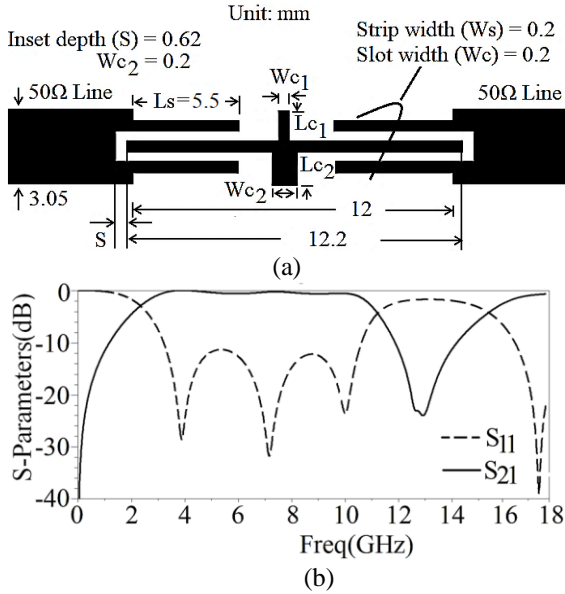 Unit: mm
Inset depth (S) = 0.62
Wc2 = 0.2
Strip width (Ws) = 0.2
Slot width (Wc) = 0.2
Wc1
50Ω Line
Ls=5.5
50Ω Line
Lc1
Lc2
Wc2
3.05
12
S
12.2
(a)
S-Parameters(dB)
0
-10
-20
-30
-40
S11
S21
0 2 4 6 8 10 12 14 16 18
Freq(GHz)
(b)